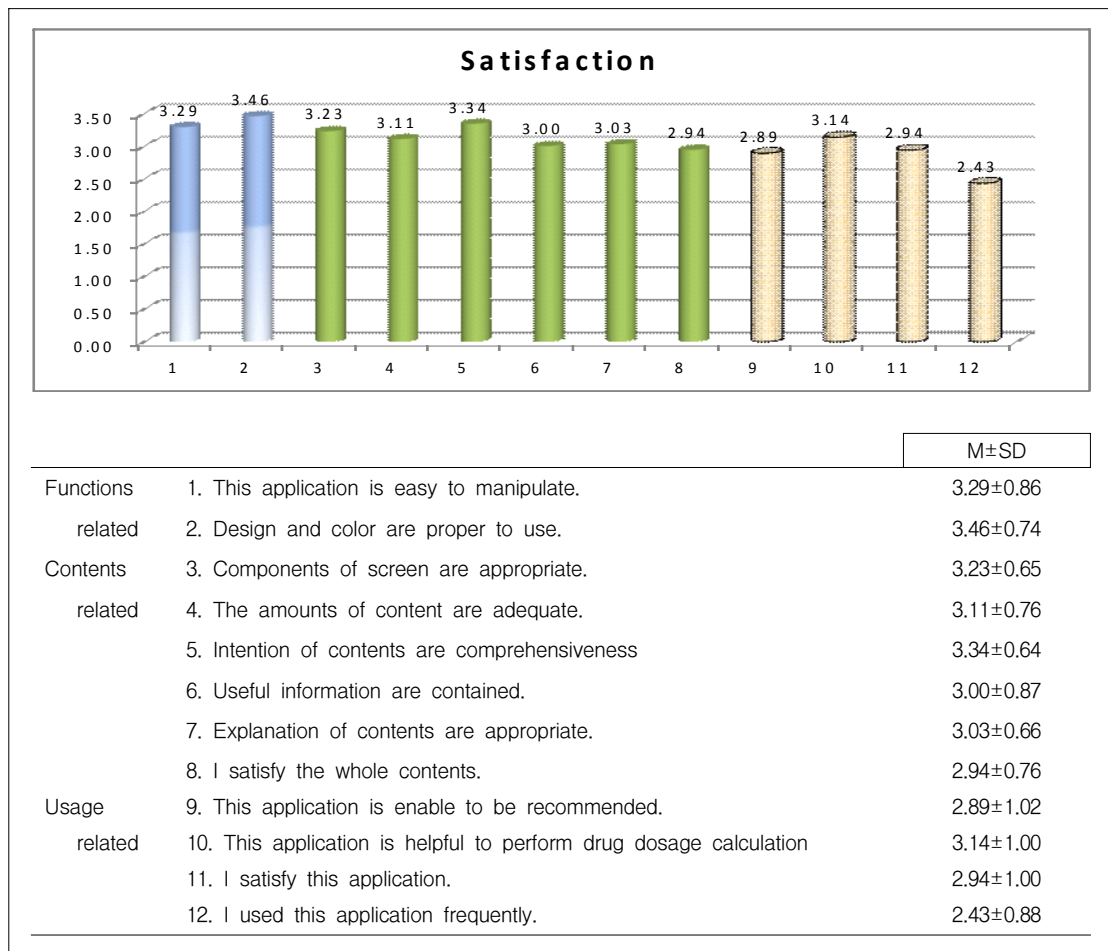 Satisfaction
3.50
3.00
2.50
2.00
1.50
1.00
0.50
0.00
3.29
3.46
3.23
3.11
3.34
3.00
3.03
2.94
2.89
3.14
2.94
2.43
1 2 3 4 5 6 7 8 9 10 11 12
M±SD
Functions 1. This application is easy to manipulate. 3.29±0.86
related 2. Design and color are proper to use. 3.46±0.74
Contents 3. Components of screen are appropriate. 3.23±0.65
related 4. The amounts of content are adequate. 3.11±0.76
5. Intention of contents are comprehensiveness 3.34±0.64
6. Useful information are contained. 3.00±0.87
7. Explanation of contents are appropriate. 3.03±0.66
8. I satisfy the whole contents. 2.94±0.76
Usage 9. This application is enable to be recommended. 2.89±1.02
related 10. This application is helpful to perform drug dosage calculation 3.14±1.00
11. I satisfy this application. 2.94±1.00
12. I used this application frequently. 2.43±0.88